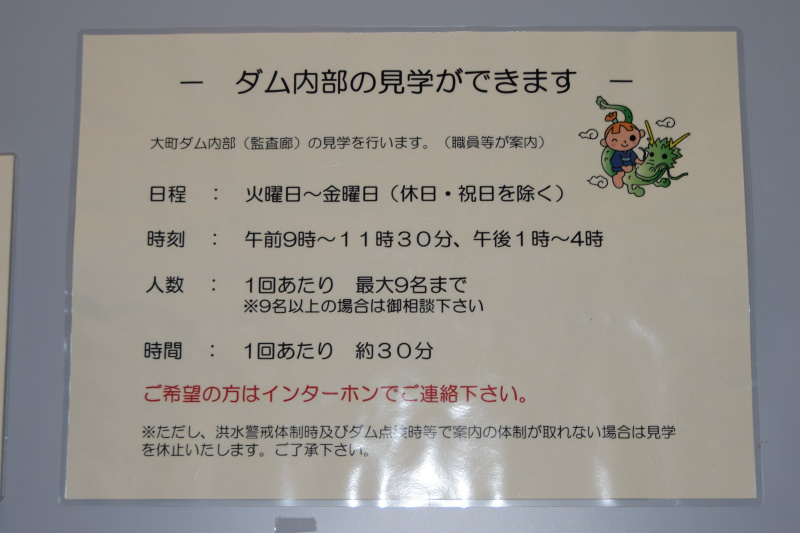 ― ダム内部の見学ができます ―
大町ダム内部（監査廊）の見学を行います。（職員等が案内）
日程 ： 火曜日～金曜日（休日・祝日を除く）
時刻 ： 午前9時～11時30分、午後1時～4時
人数 ： 1回あたり 最大9名まで
※9名以上の場合は御相談下さい
時間 ： 1回あたり 約30分
ご希望の方はインターホンでご連絡下さい。
※ただし、洪水警戒体制時及びダム点検時等で案内の体制が取れない場合は見学
を休止いたします。ご了承下さい。